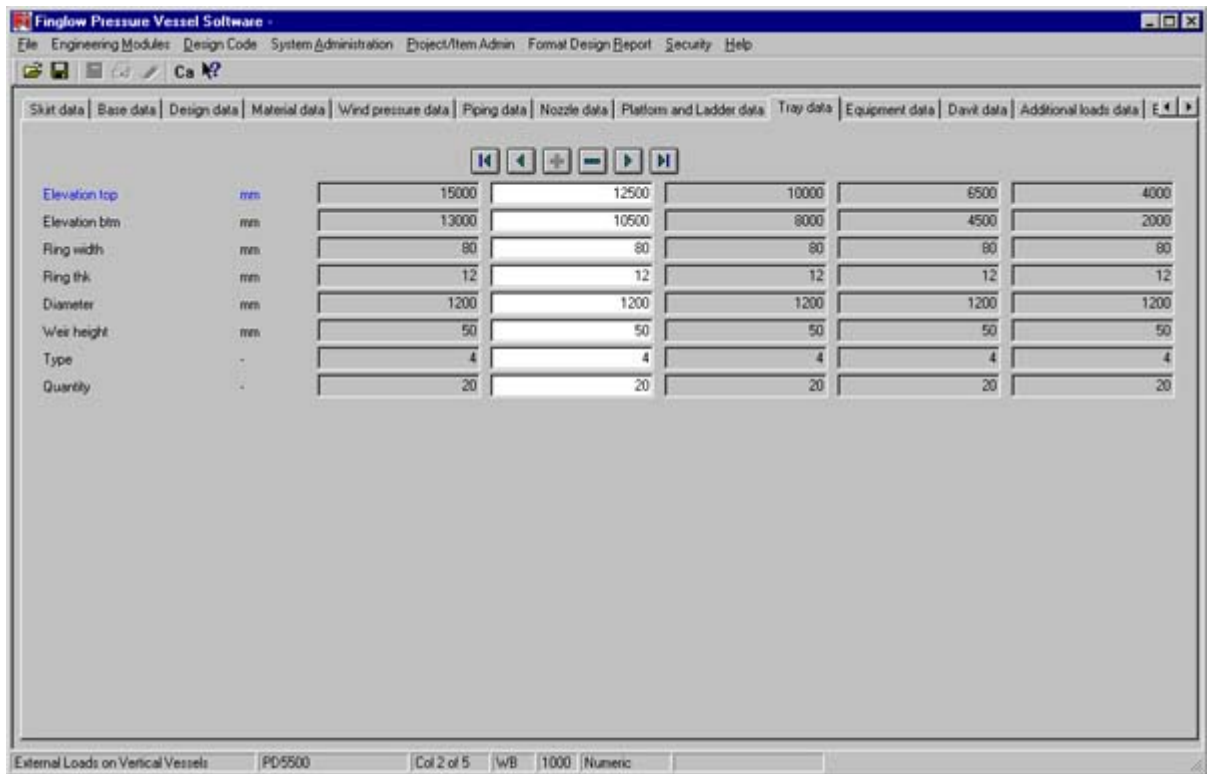 Finglow Pressure Vessel Software -
File Engineering Modules Design Code System Administration Project/Item Admin Format Design Report Security Help
Ca
Skirt data Base data Design data Material data Wind pressure data Piping data Nozzle data Platform and Ladder data Tray data Equipment data Davit data Additional loads data
Elevation top mm 15000 12500 10000 6500 4000
Elevation btm mm 13000 10500 8000 4500 2000
Ring width mm 80 80 80 80 80
Ring thk mm 12 12 12 12 12
Diameter mm 1200 1200 1200 1200 1200
Weir height mm 50 50 50 50 50
Type - 4 4 4 4 4
Quantity - 20 20 20 20 20
External Loads on Vertical Vessels PD5500 Col 2 of 5 WB 1000 Numeric